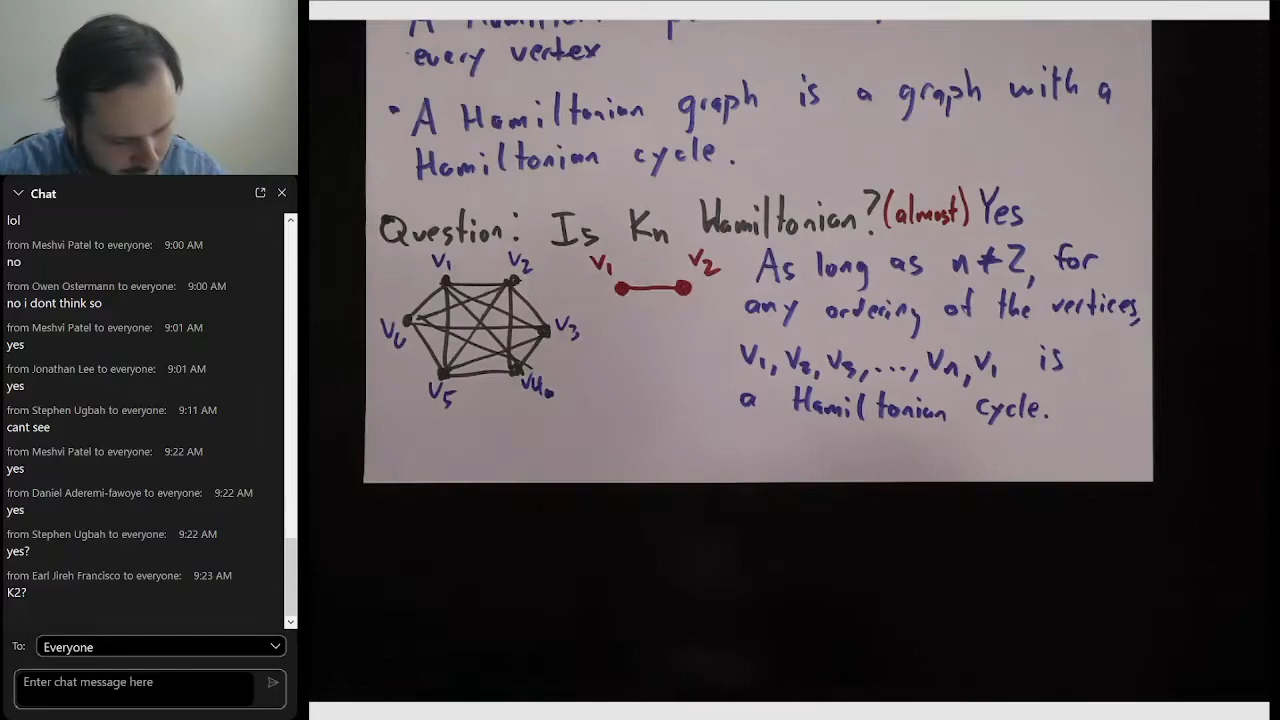 Chat
lol
from Meshvi Patel to everyone: 9:00 AM
no
from Owen Ostermann to everyone: 9:00 AM
no i dont think so
from Meshvi Patel to everyone: 9:01 AM
yes
from Jonathan Lee to everyone: 9:01 AM
yes
from Stephen Ugbah to everyone: 9:11 AM
cant see
from Meshvi Patel to everyone: 9:22 AM
yes
from Daniel Aderemi-fawoye to everyone: 9:22 AM
yes
from Stephen Ugbah to everyone: 9:22 AM
yes?
from Earl Jireh Francisco to everyone: 9:23 AM
K2?
To: Everyone
Enter chat message here
every vertex
• A Hamiltonian graph is a graph with a
Hamiltonian cycle.
Question: Is Kn Hamiltonian? (almost) Yes
V1 V2 V1 V2
V6 V3
V5 V4
As long as n≠2, for
any ordering of the vertices,
V1, V2, V3, ..., Vn, V1 is
a Hamiltonian cycle.